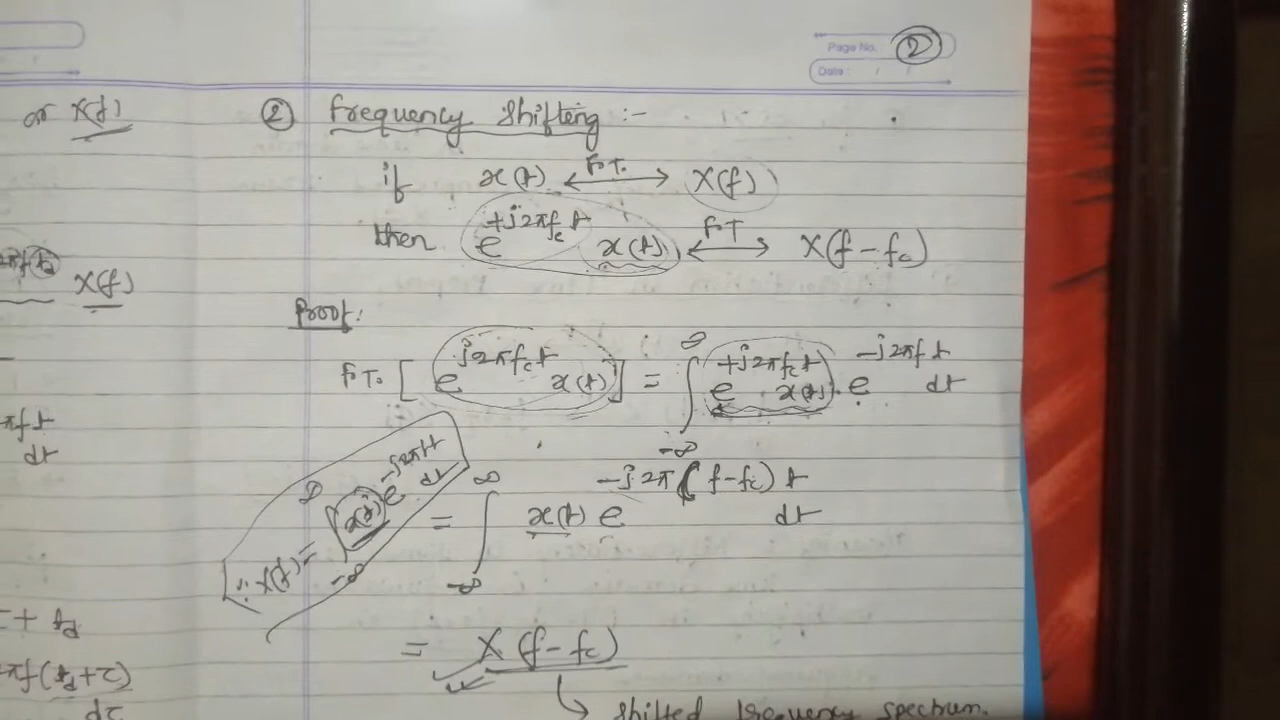 Page No. 2
Date : / /
or X(f)
② Frequency Shifting :-
if x(t) <-- F.T. --> X(f)
then e^{+j2πf_c t} x(t) <-- F.T --> X(f-f_c)
X(f)
Proof:
F.T. [ e^{j2πf_c t} x(t) ] = ∫_{-∞}^{∞} e^{+j2πf_c t} x(t) . e^{-j2πft} dt
dt
∴ X(f) = ∫_{-∞}^{∞} x(t) e^{-j2πft} dt
= ∫_{-∞}^{∞} x(t) e^{-j2π(f-f_c)t} dt
= X(f-f_c)
dτ
↳ shifted frequency spectrum.